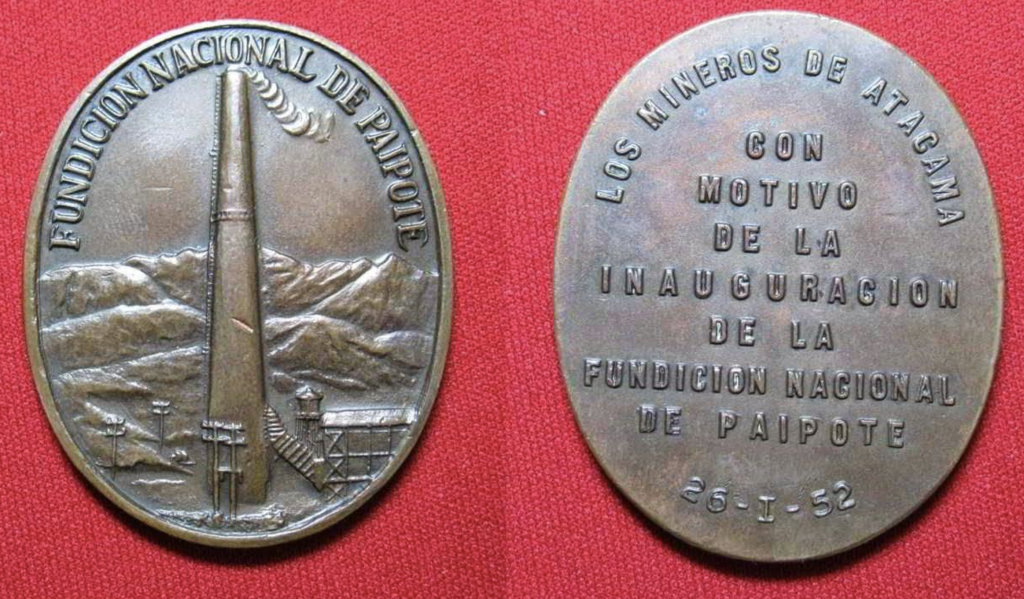 FUNDICION NACIONAL DE PAIPOTE
LOS MINEROS DE ATACAMA
CON
MOTIVO
DE LA
INAUGURACION
DE LA
FUNDICION NACIONAL
DE PAIPOTE
26-I-52